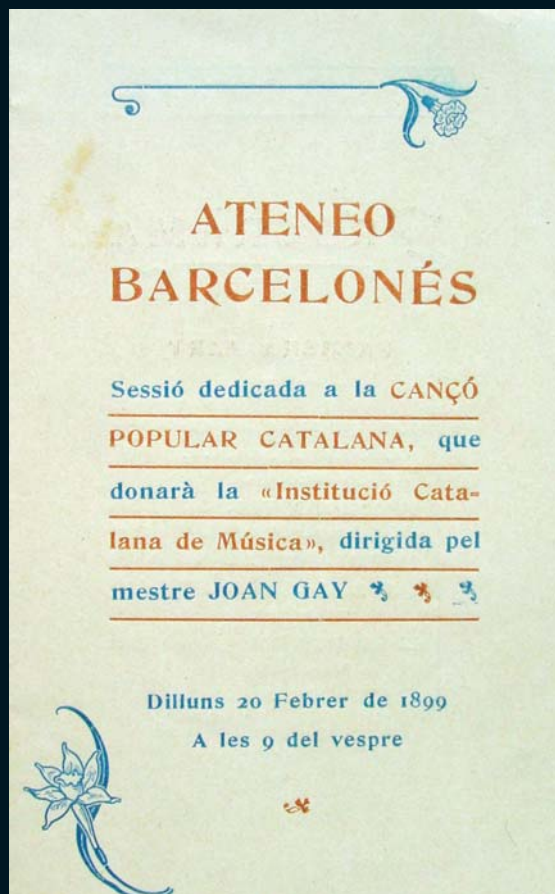 ATENEO
BARCELONÉS
Sessió dedicada a la CANÇÓ
POPULAR CATALANA, que
donarà la «Institució Cata-
lana de Música», dirigida pel
mestre JOAN GAY
Dilluns 20 Febrer de 1899
A les 9 del vespre